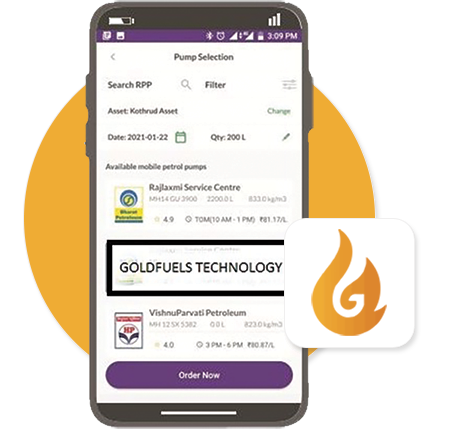 3:09 PM
Pump Selection
Search RPP Filter
Asset: Kothrud Asset Change
Date: 2021-01-22 Qty: 200 L
Available mobile petrol pumps
Rajlaxmi Service Centre
MH14 GU 3900 2200.0 L 833.0 kg/m3
Bharat Petroleum
4.9 TOM(10 AM - 1 PM) ₹81.17/L
Service Centre
GOLDFUELS TECHNOLOGY
VishnuParvati Petroleum
MH 12 SX 5382 0.0 L 823.0 kg/m3
HP
4.0 3 PM - 6 PM ₹80.87/L
Order Now
G